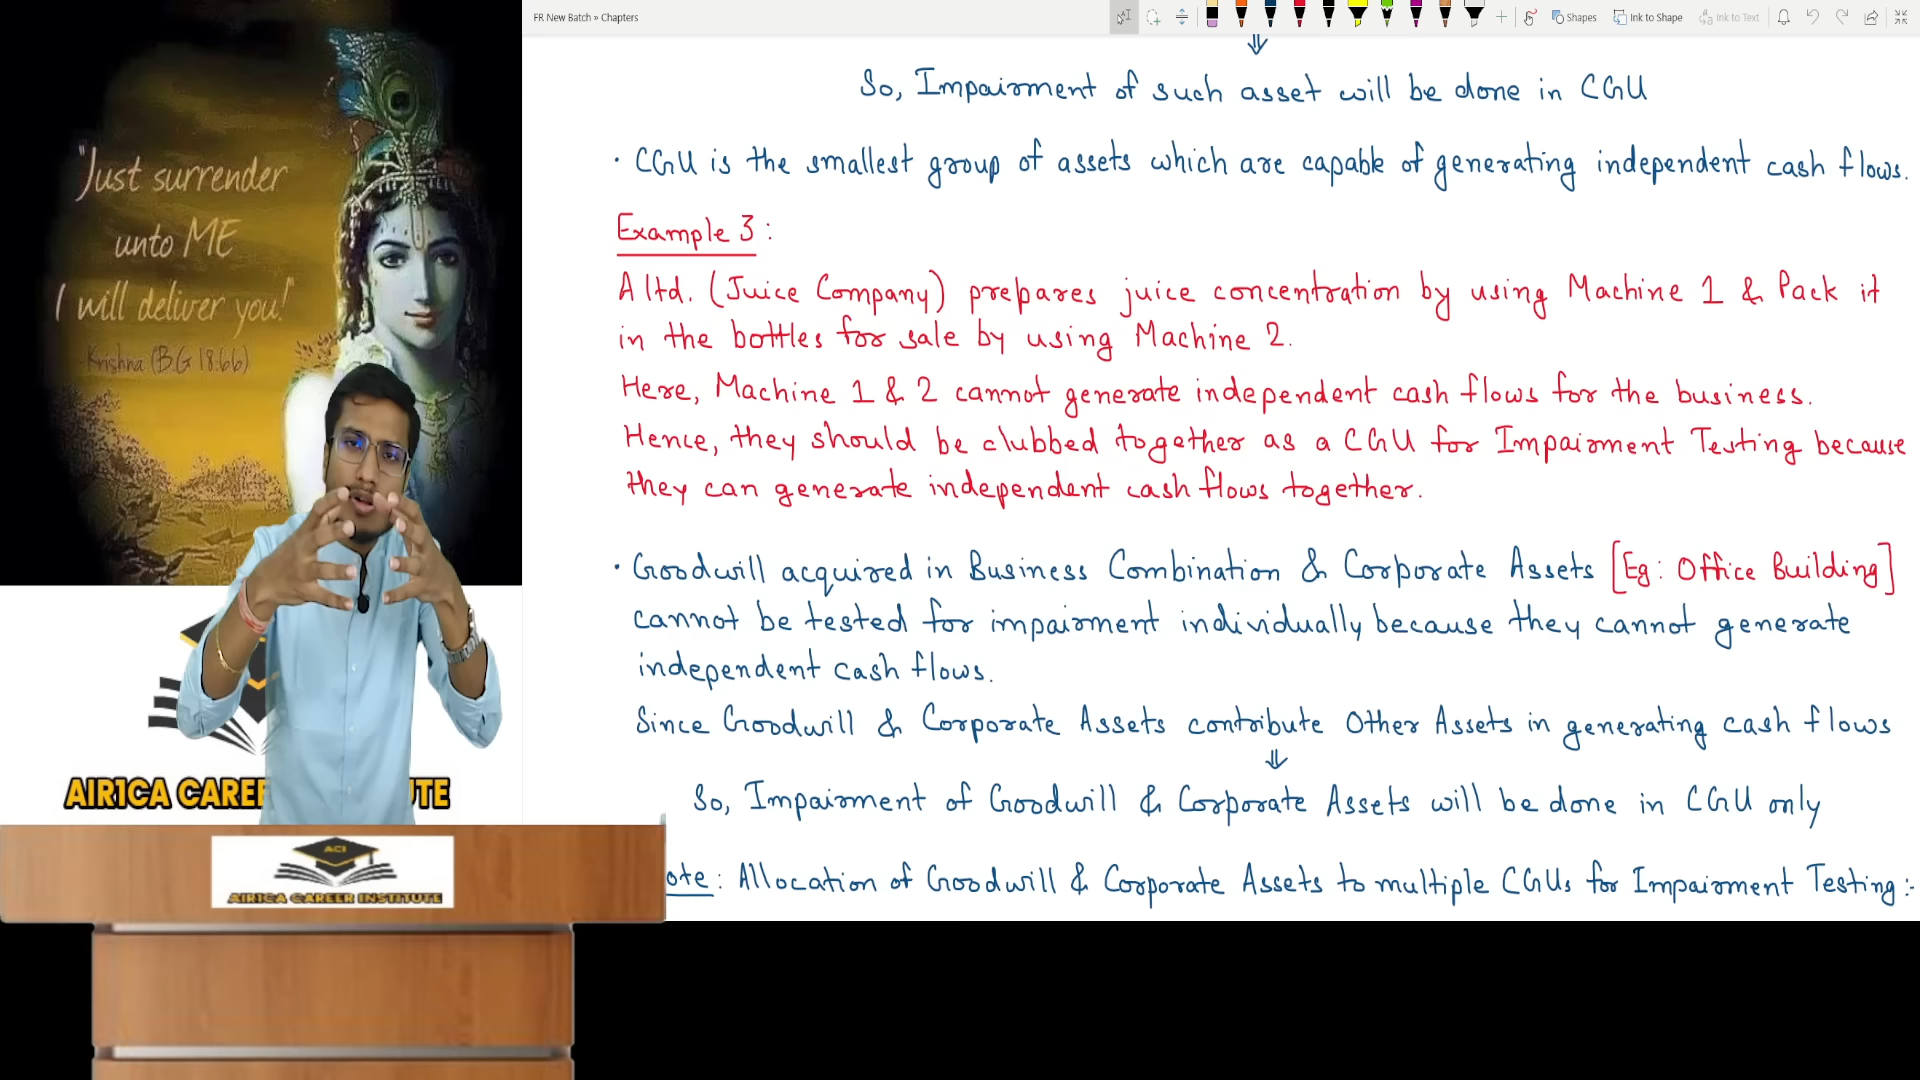 "Just surrender
unto ME
I will deliver you!"
Krishna (B.G 18.66)
AIR1CA CAREE
TE
ACI
AIR1CA CAREER INSTITUTE
FR New Batch » Chapters
Shapes
Ink to Shape
Ink to Text
So, Impairment of such asset will be done in CGU
• CGU is the smallest group of assets which are capable of generating independent cash flows.
Example 3 :
A ltd. (Juice Company) prepares juice concentration by using Machine 1 & Pack it
in the bottles for sale by using Machine 2.
Here, Machine 1 & 2 cannot generate independent cash flows for the business.
Hence, they should be clubbed together as a CGU for Impairment Testing because
they can generate independent cash flows together.
• Goodwill acquired in Business Combination & Corporate Assets [Eg: Office Building]
cannot be tested for impairment individually because they cannot generate
independent cash flows.
Since Goodwill & Corporate Assets contribute Other Assets in generating cash flows
⇓
So, Impairment of Goodwill & Corporate Assets will be done in CGU only
ote : Allocation of Goodwill & Corporate Assets to multiple CGUs for Impairment Testing :-